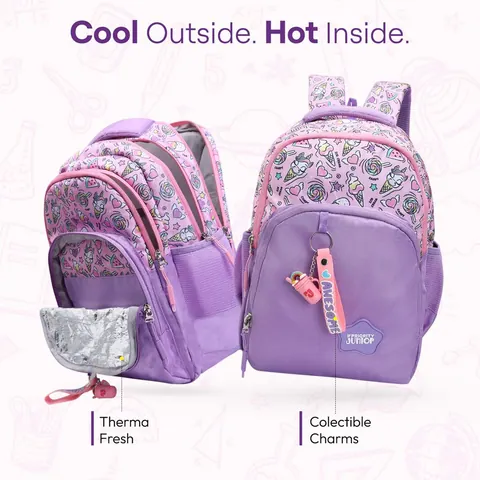 Cool Outside. Hot Inside.
AWESOME
PRIORITY
JUNIOR
Therma
Fresh
Colectible
Charms